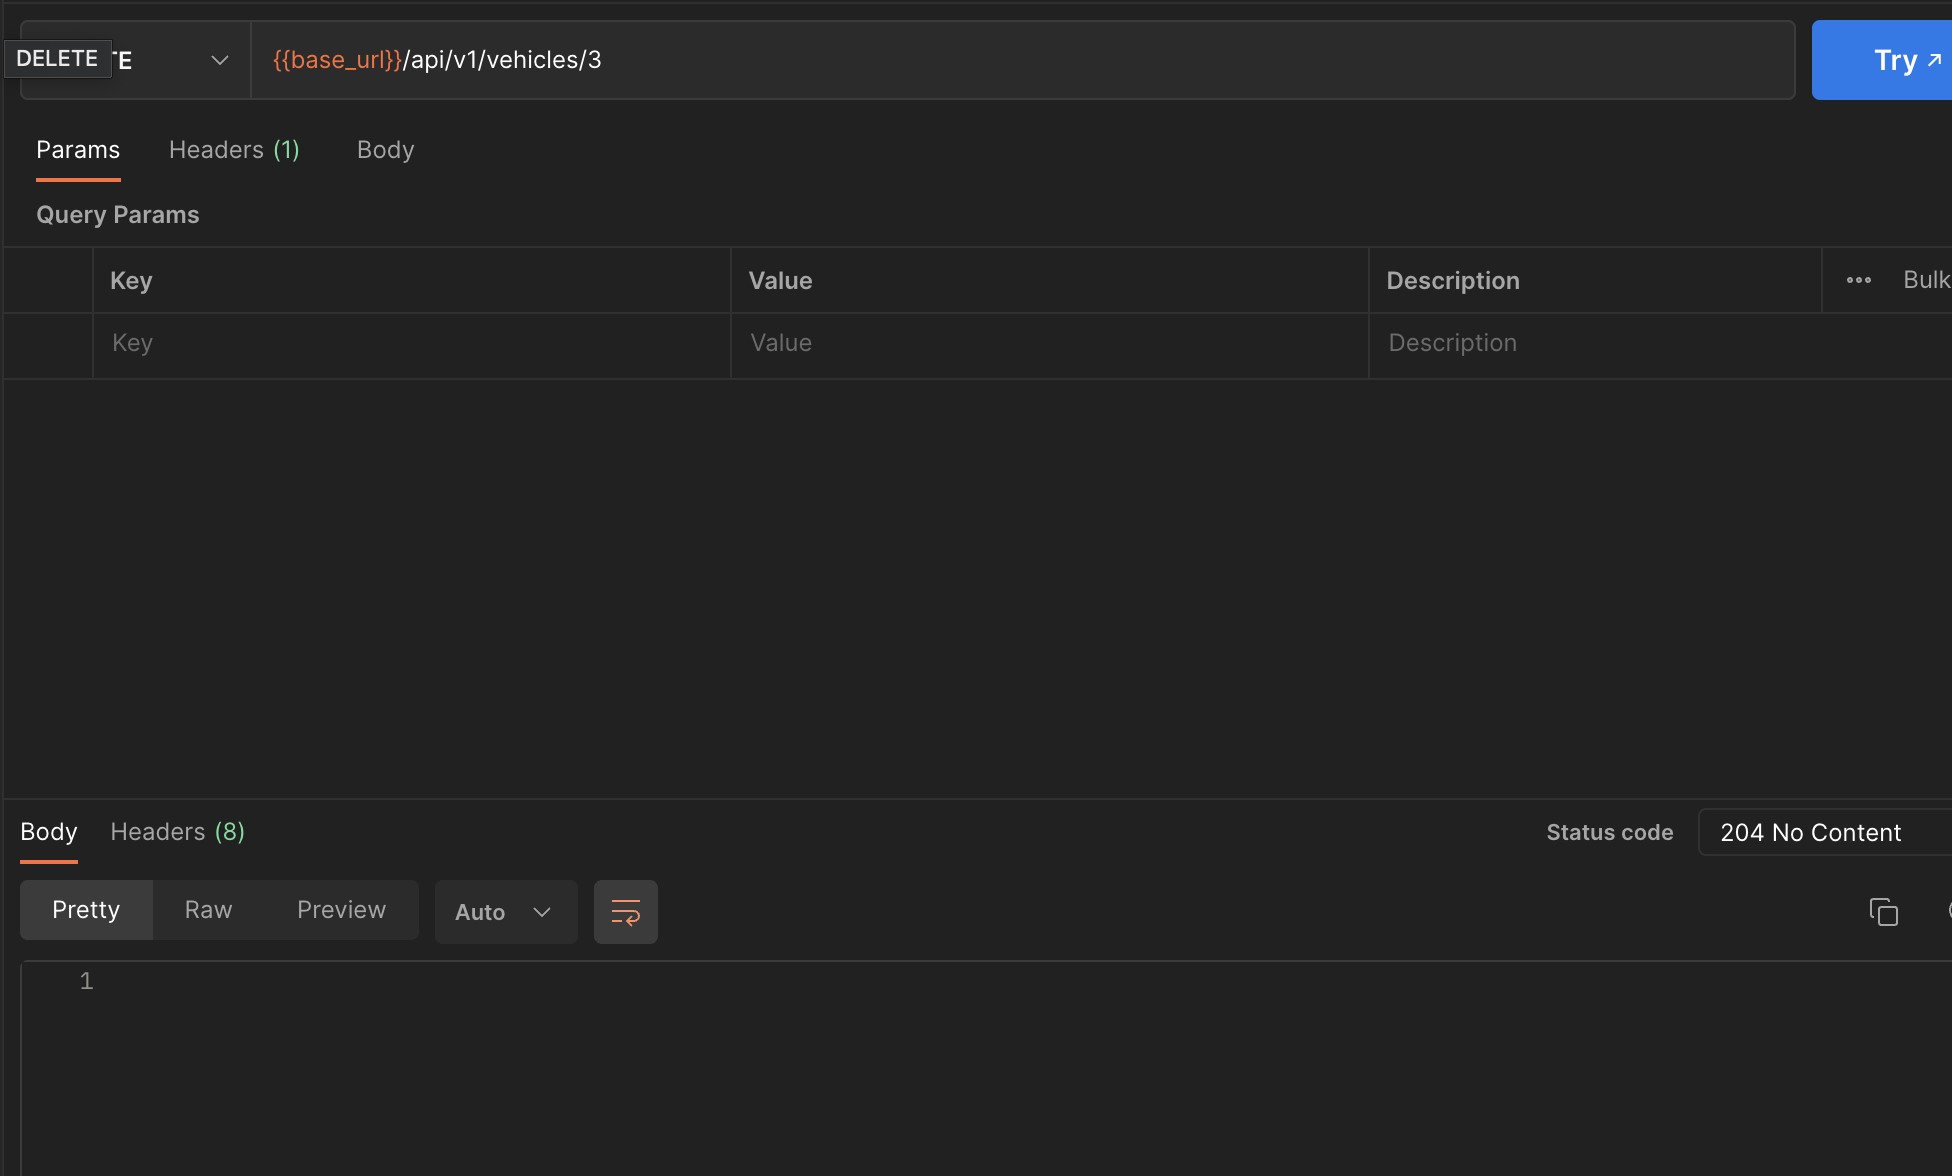 DELETE TE {{base_url}}/api/v1/vehicles/3 Try
Params Headers (1) Body
Query Params
Key Value Description Bulk
Key Value Description
Body Headers (8) Status code 204 No Content
Pretty Raw Preview Auto
1